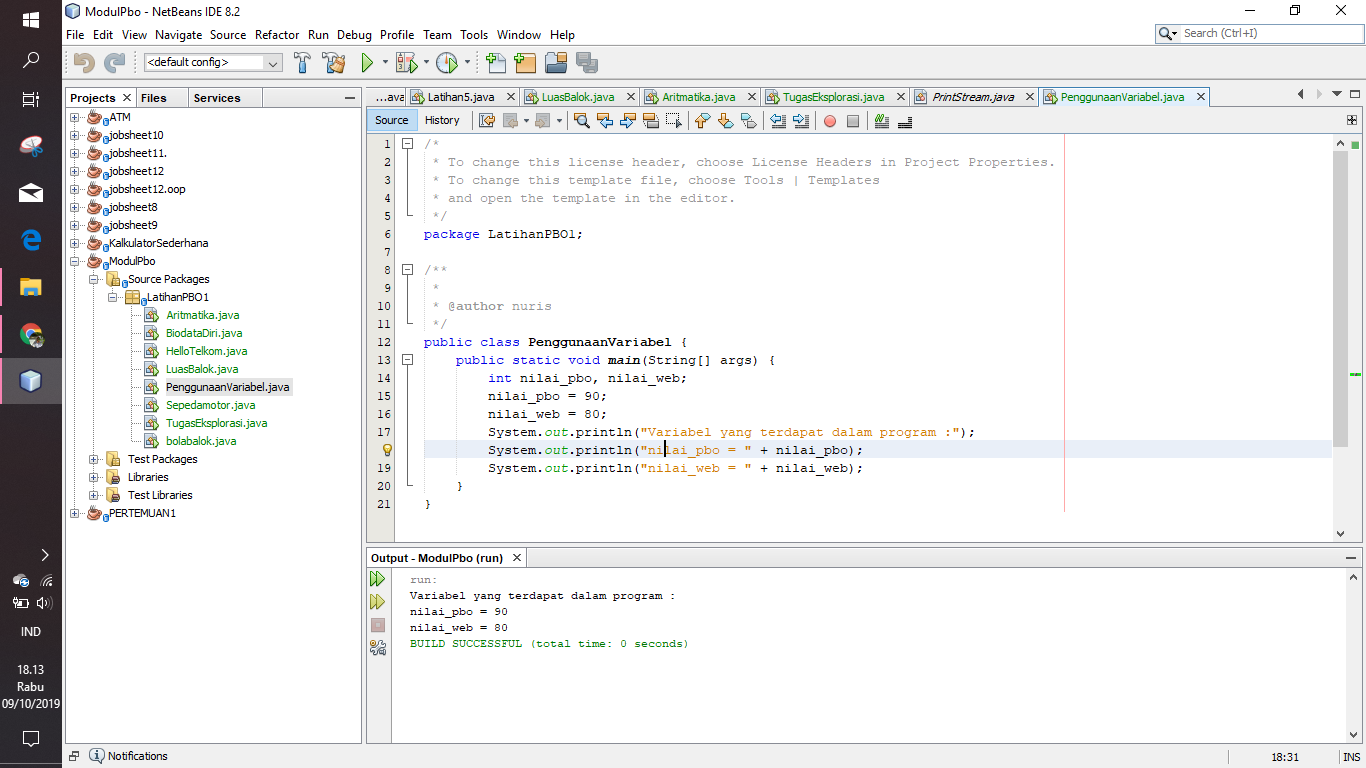 ModulPbo - NetBeans IDE 8.2
File Edit View Navigate Source Refactor Run Debug Profile Team Tools Window Help
Search (Ctrl+I)
<default config>
Projects Files Services
ATM
jobsheet10
jobsheet11.
jobsheet12
jobsheet12.oop
jobsheet8
jobsheet9
KalkulatorSederhana
ModulPbo
Source Packages
LatihanPBO1
Aritmatika.java
BiodataDiri.java
HelloTelkom.java
LuasBalok.java
PenggunaanVariabel.java
Sepedamotor.java
TugasEksplorasi.java
bolabalok.java
Test Packages
Libraries
Test Libraries
PERTEMUAN1
...ava Latihan5.java LuasBalok.java Aritmatika.java TugasEksplorasi.java PrintStream.java PenggunaanVariabel.java
Source History
1 /*
2 * To change this license header, choose License Headers in Project Properties.
3 * To change this template file, choose Tools | Templates
4 * and open the template in the editor.
5 */
6 package LatihanPBO1;
7
8 /**
9 *
10 * @author nuris
11 */
12 public class PenggunaanVariabel {
13 public static void main(String[] args) {
14 int nilai_pbo, nilai_web;
15 nilai_pbo = 90;
16 nilai_web = 80;
17 System.out.println("Variabel yang terdapat dalam program :");
System.out.println("nilai_pbo = " + nilai_pbo);
19 System.out.println("nilai_web = " + nilai_web);
20 }
21 }
Output - ModulPbo (run)
run:
Variabel yang terdapat dalam program :
nilai_pbo = 90
nilai_web = 80
BUILD SUCCESSFUL (total time: 0 seconds)
Notifications
18:31 INS
IND
18.13
Rabu
09/10/2019